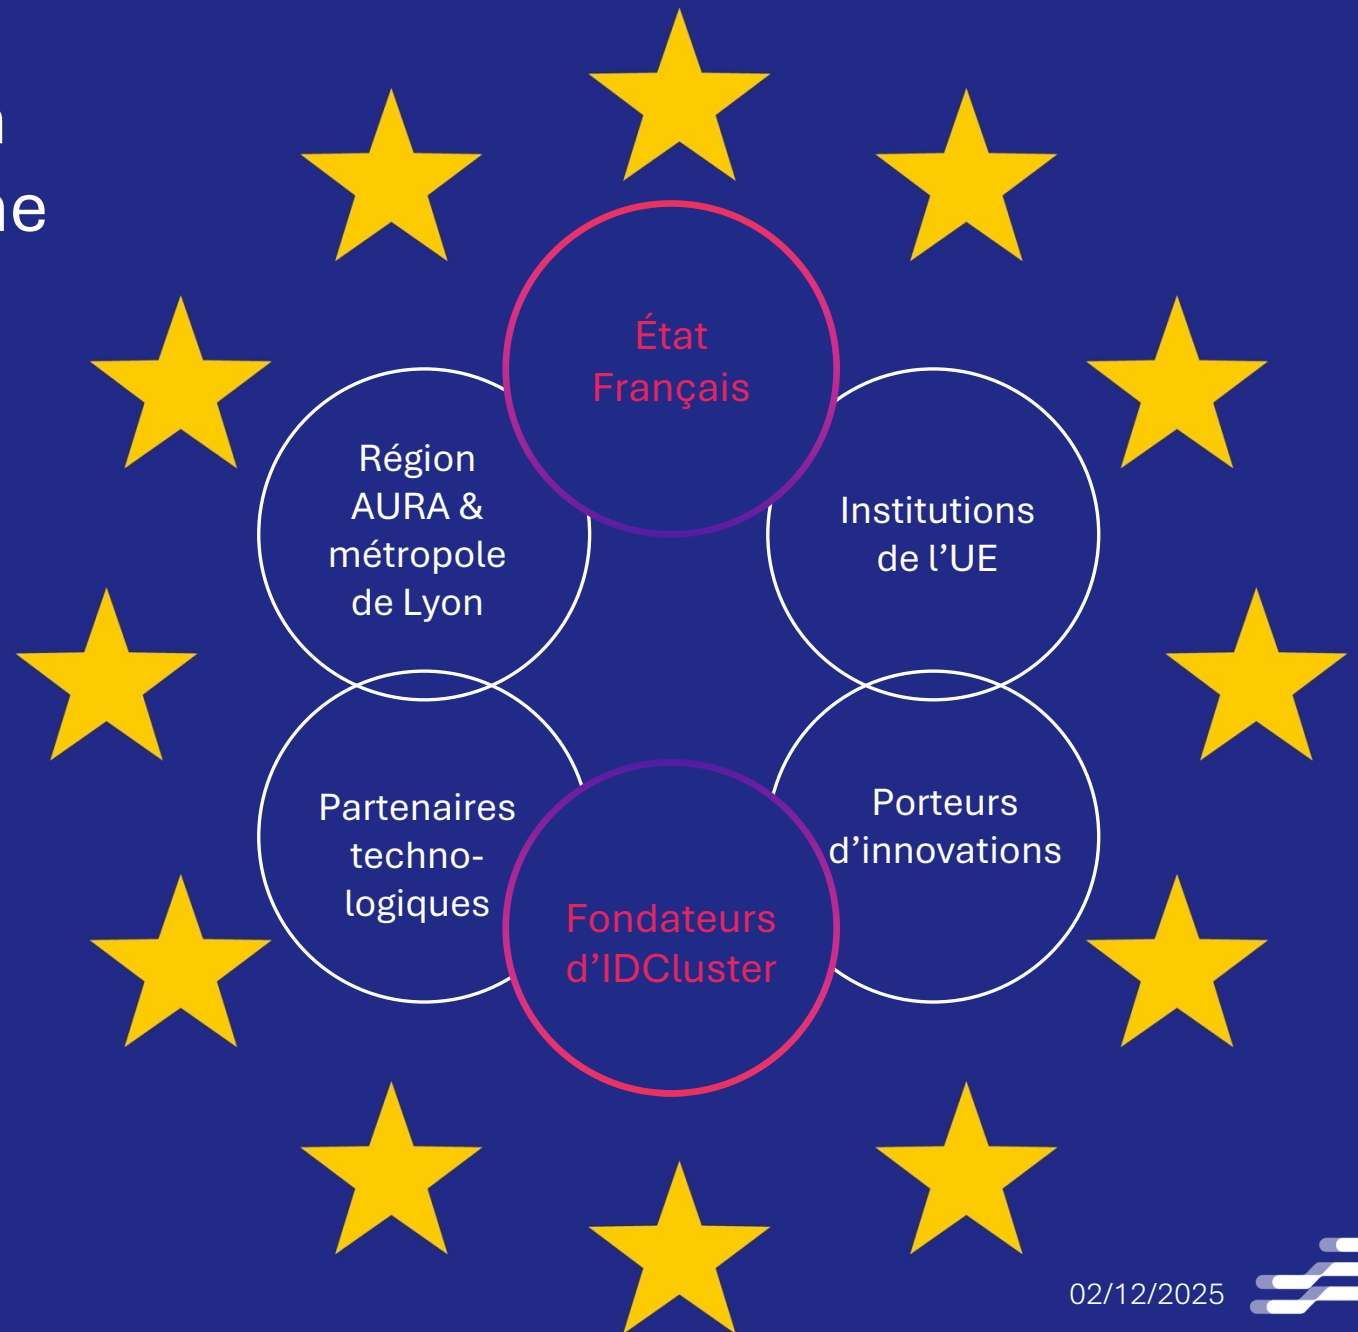 État
Français
Région
AURA &
métropole
de Lyon
Institutions
de l’UE
Partenaires
techno-
logiques
Porteurs
d’innovations
Fondateurs
d’IDCluster
02/12/2025